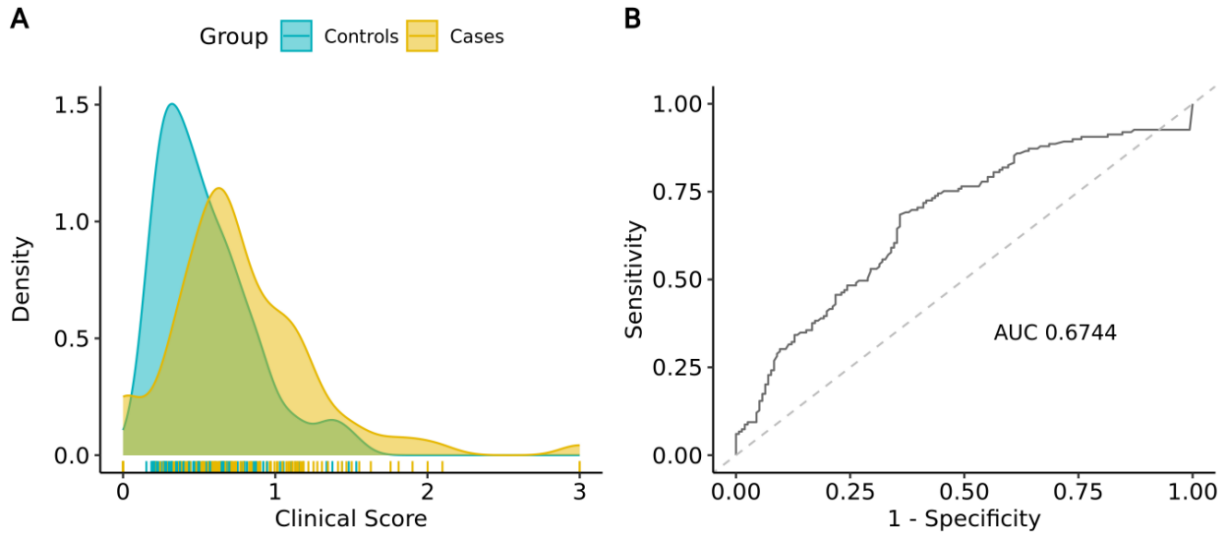 A
Group Controls Cases
1.5
1.0
0.5
0.0
Density
0 1 2 3
Clinical Score
B
1.00
0.75
0.50
0.25
0.00
Sensitivity
AUC 0.6744
0.00 0.25 0.50 0.75 1.00
1 - Specificity